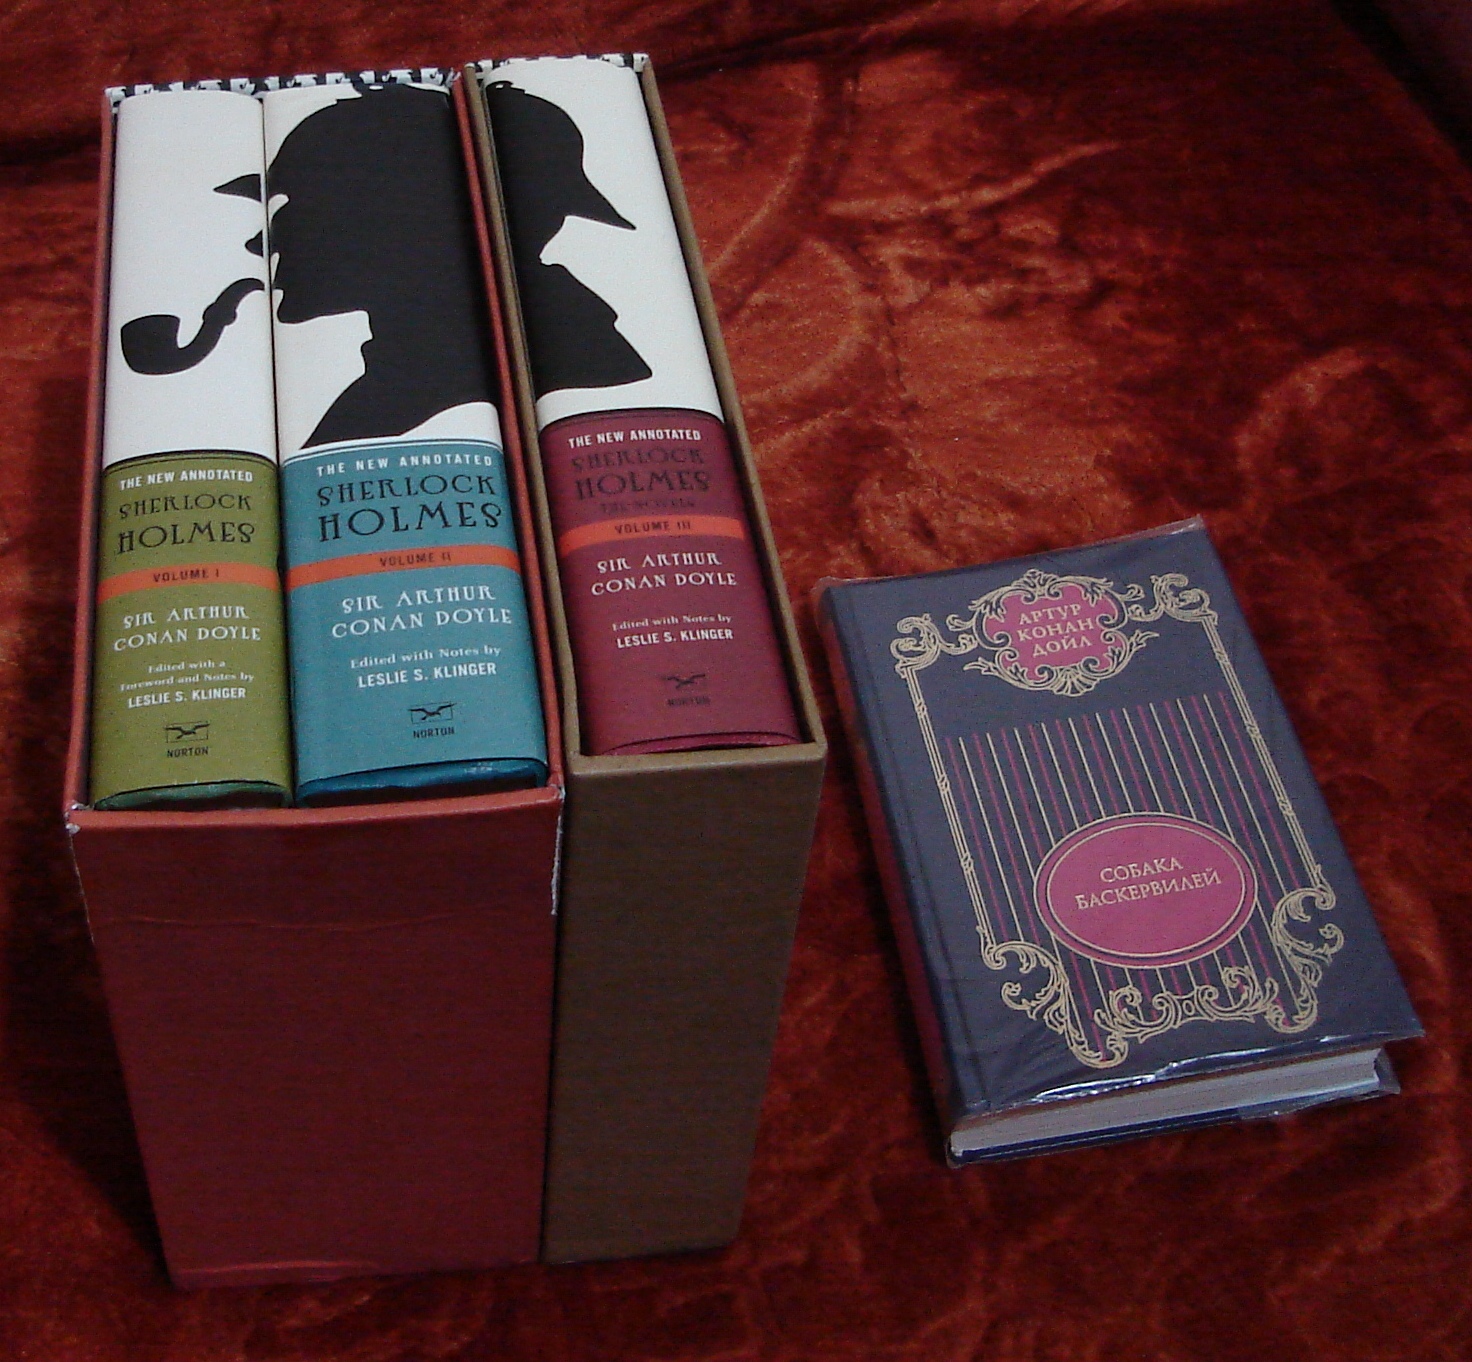 THE NEW ANNOTATED
SHERLOCK
HOLMES
VOLUME I
SIR ARTHUR
CONAN DOYLE
Edited with a
Foreword and Notes by
LESLIE S. KLINGER
NORTON
THE NEW ANNOTATED
SHERLOCK
HOLMES
VOLUME II
SIR ARTHUR
CONAN DOYLE
Edited with Notes by
LESLIE S. KLINGER
NORTON
THE NEW ANNOTATED
SHERLOCK
HOLMES
THE NOVELS
VOLUME III
SIR ARTHUR
CONAN DOYLE
Edited with Notes by
LESLIE S. KLINGER
NORTON
АРТУР
КОНАН
ДОЙЛ
СОБАКА
БАСКЕРВИЛЕЙ